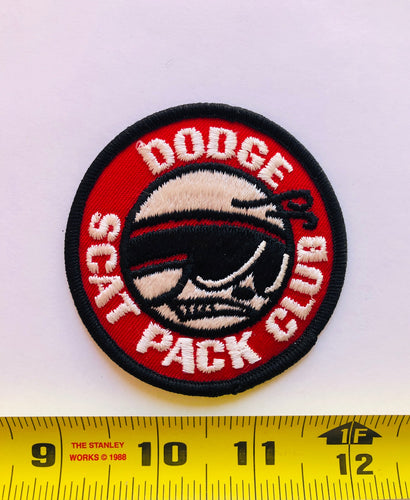 DODGE
SCAT PACK CLUB
9 THE STANLEY 10 11 1F 12
WORKS © 1988